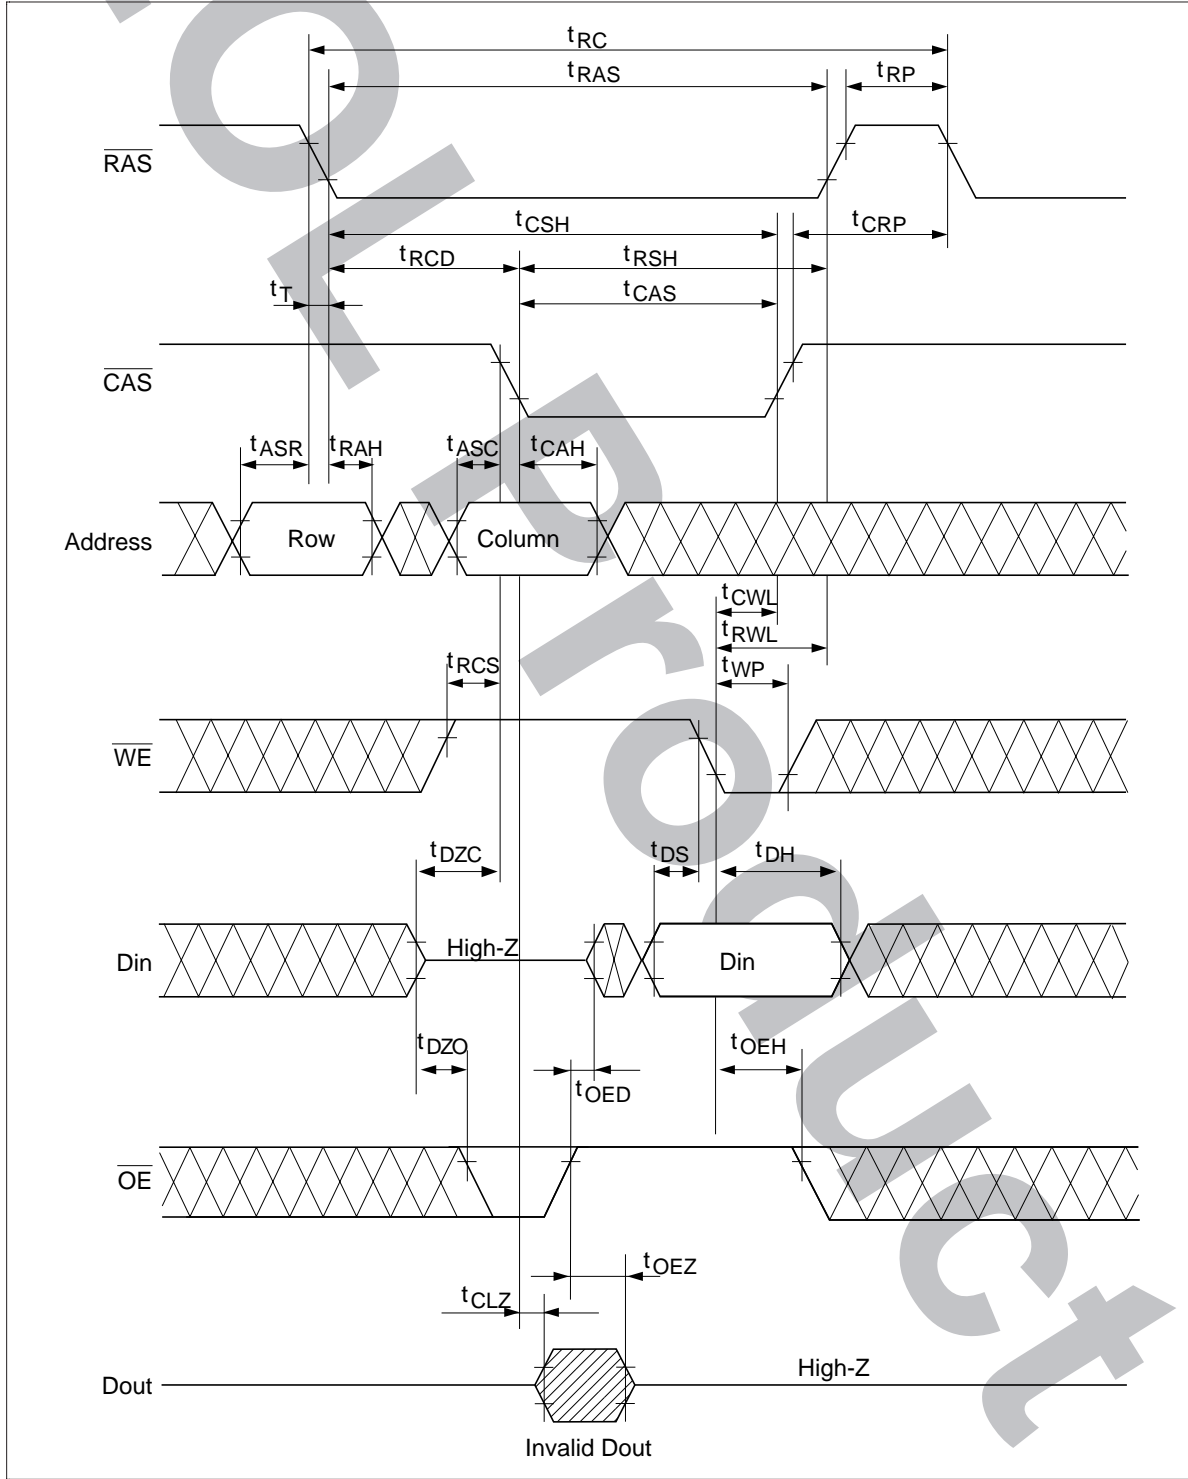 tRC
tRAS
tRP
RAS
tCSH
tCRP
tRCD
tRSH
tT
tCAS
CAS
tASR
tRAH
tASC
tCAH
Address
Row
Column
tCWL
tRWL
tRCS
tWP
WE
tDZC
tDS
tDH
High-Z
Din
Din
tDZO
tOEH
tOED
OE
tOEZ
tCLZ
High-Z
Dout
Invalid Dout
OL Product